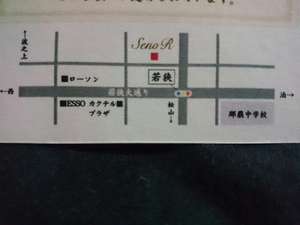 ↑波之上
Seno R
■ローソン
若狭
←西
若狭大通り
泊→
■ESSO カクテル■
プラザ
松山↓
那覇中学校